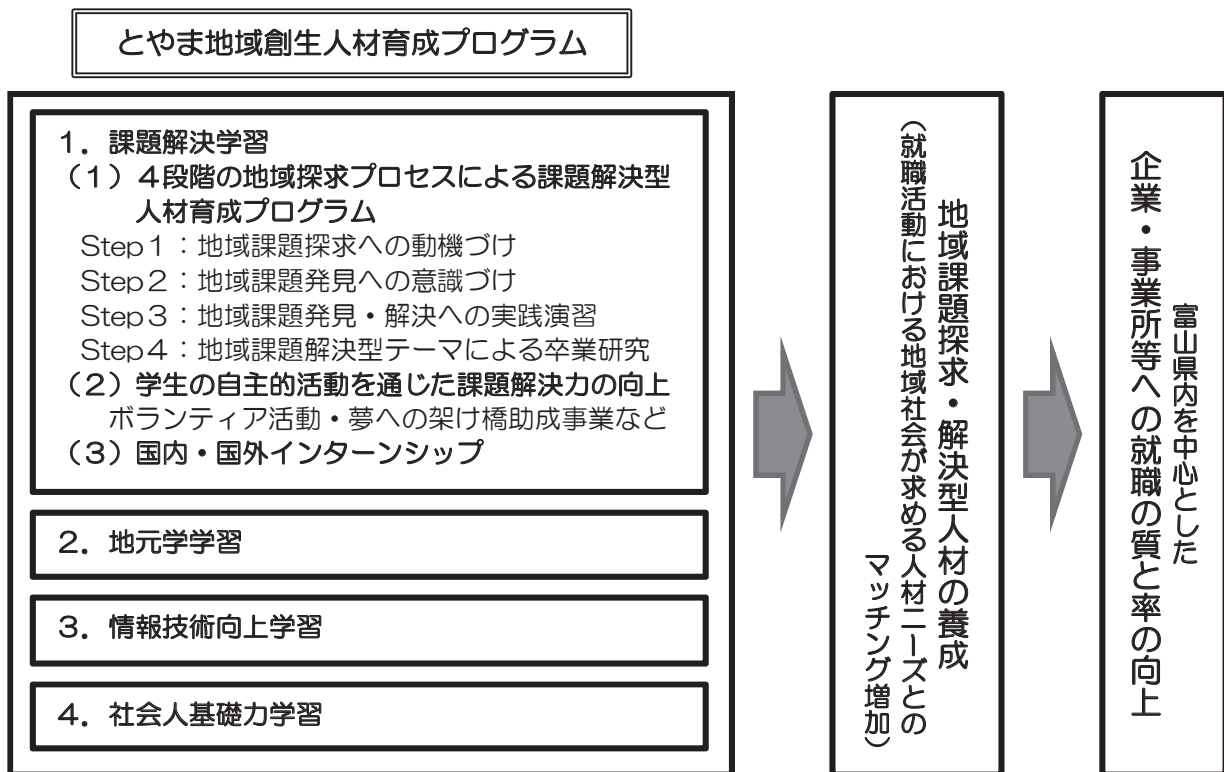 とやま地域創生人材育成プログラム
1．課題解決学習
（1）4段階の地域探求プロセスによる課題解決型
人材育成プログラム
Step1：地域課題探求への動機づけ
Step2：地域課題発見への意識づけ
Step3：地域課題発見・解決への実践演習
Step4：地域課題解決型テーマによる卒業研究
（2）学生の自主的活動を通じた課題解決力の向上
ボランティア活動・夢への架け橋助成事業など
（3）国内・国外インターンシップ
2．地元学学習
3．情報技術向上学習
4．社会人基礎力学習
地域課題探求・解決型人材の養成
（就職活動における地域社会が求める人材ニーズとの
マッチング増加）
富山県内を中心とした
企業・事業所等への就職の質と率の向上